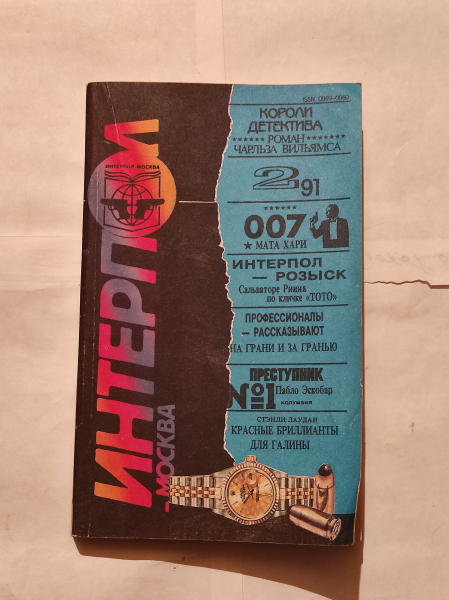 ISSN 0869-0960
КОРОЛИ
ДЕТЕКТИВА
РОМАН
ЧАРЛЬЗА ВИЛЬЯМСА
2 91
007
МАТА ХАРИ
ИНТЕРПОЛ
— РОЗЫСК
Сальваторе Риина
по кличке «ТОТО»
ПРОФЕССИОНАЛЫ
— РАССКАЗЫВАЮТ
НА ГРАНИ И ЗА ГРАНЬЮ
ПРЕСТУПНИК
№1 Пабло Эскобар
КОЛУМБИЯ
СТЭНЛИ ЛАУДАН
КРАСНЫЕ БРИЛЛИАНТЫ
ДЛЯ ГАЛИНЫ
ИНТЕРПОЛ-МОСКВА
ИНТЕРПОЛ
-МОСКВА